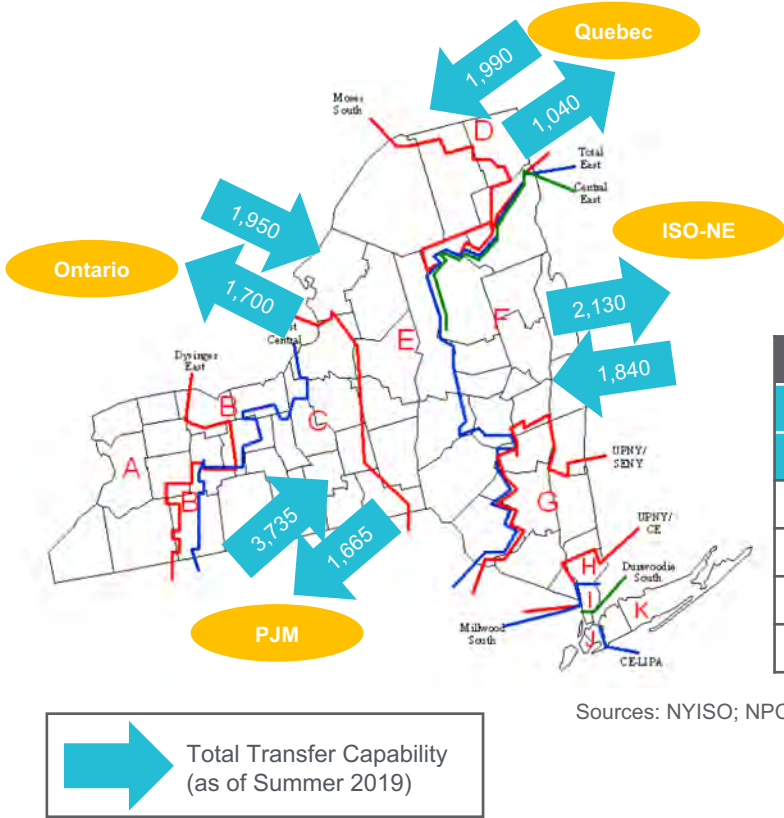 Quebec
1,990
1,040
Moses
South
D
Total
East
Central
East
1,950
Ontario
1,700
ISO-NE
2,130
1,840
E
F
Central
Dysinger
East
B
C
A
B
G
UPNY/
SENY
3,735
1,665
UPNY/
CE
H
Dunwoodie
South
I
K
PJM
Millwood
South
J
CE-LIPA
Sources: NYISO;
Total Transfer Capability
(as of Summer 2019)